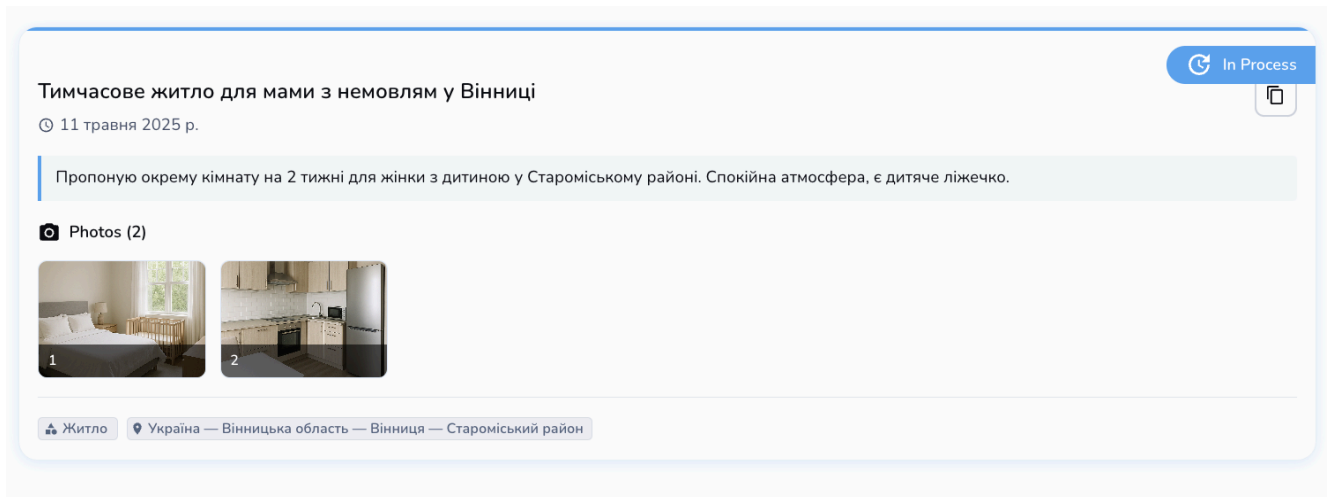 In Process
Тимчасове житло для мами з немовлям у Вінниці
11 травня 2025 р.
Пропоную окрему кімнату на 2 тижні для жінки з дитиною у Староміському районі. Спокійна атмосфера, є дитяче ліжечко.
Photos (2)
1 2
Житло Україна — Вінницька область — Вінниця — Староміський район